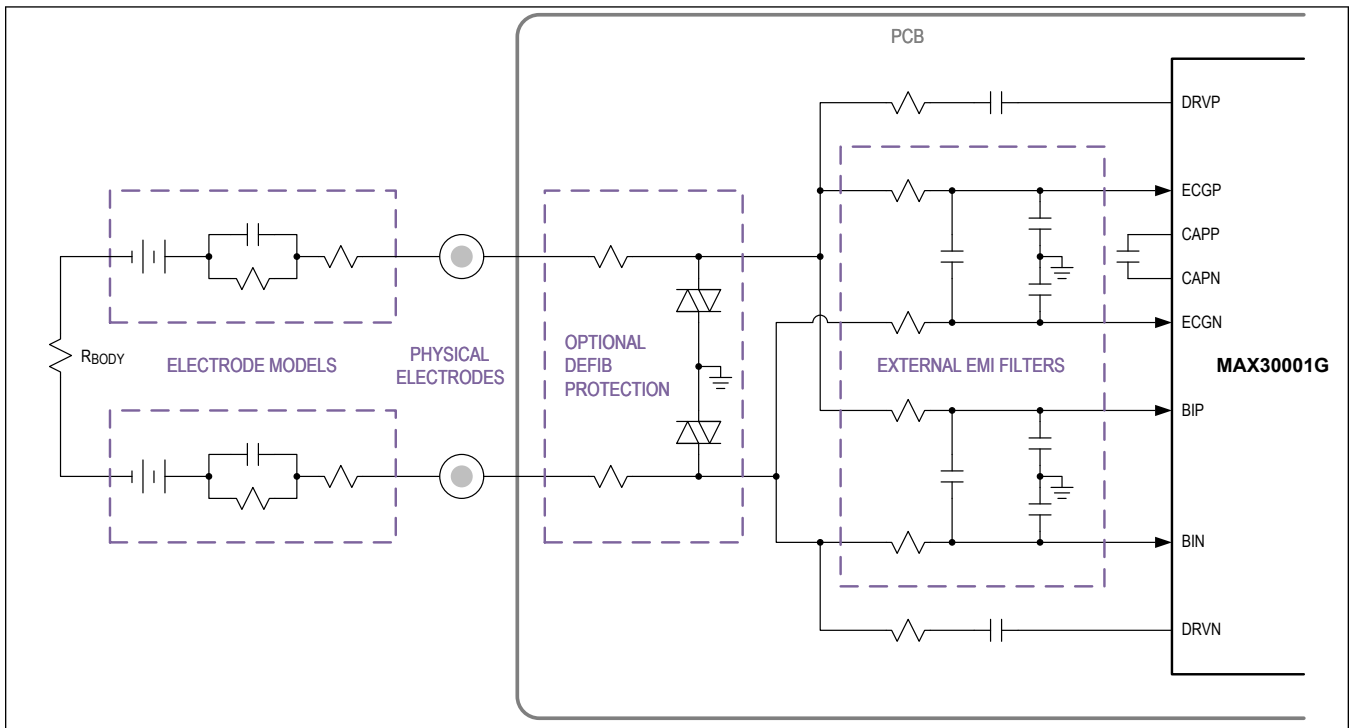 PCB
DRVP
ECGP
CAPP
CAPN
ECGN
MAX30001G
BIP
BIN
DRVN
RBODY
ELECTRODE MODELS
PHYSICAL
ELECTRODES
OPTIONAL
DEFIB
PROTECTION
EXTERNAL EMI FILTERS